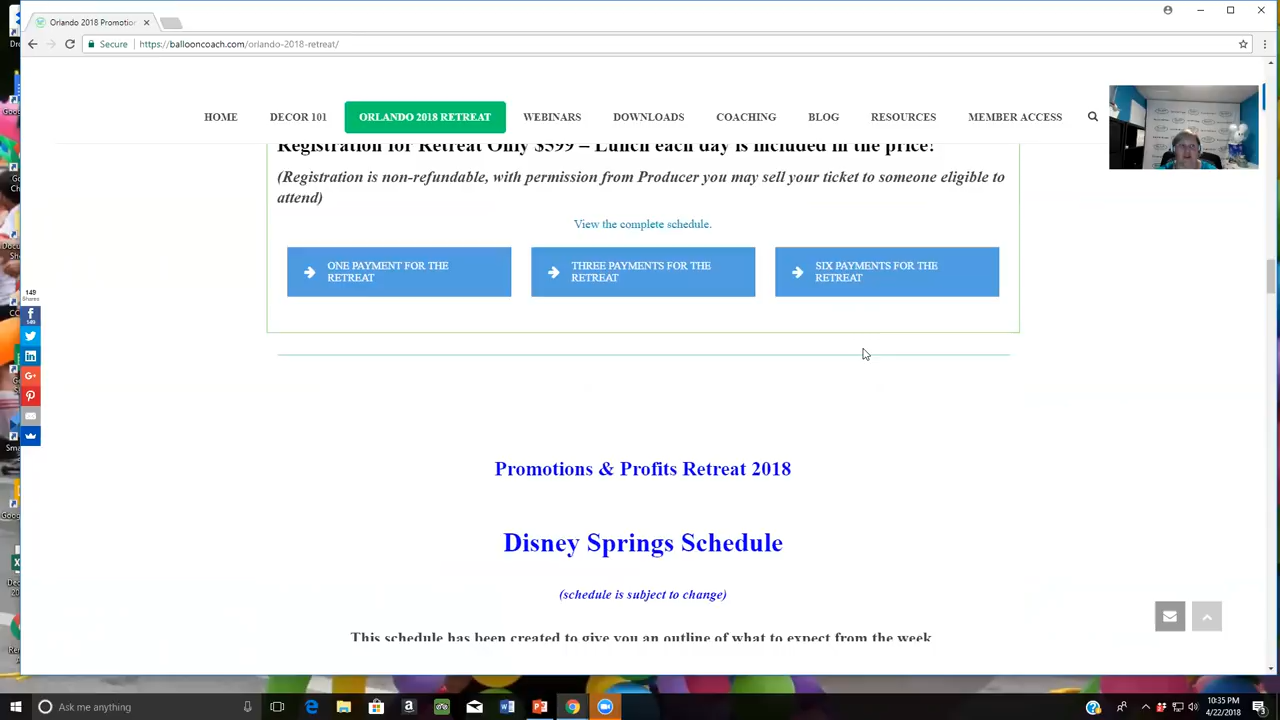 Orlando 2018 Promotion
Secure
https://ballooncoach.com/orlando-2018-retreat/
HOME
DECOR 101
ORLANDO 2018 RETREAT
WEBINARS
DOWNLOADS
COACHING
BLOG
RESOURCES
MEMBER ACCESS
Registration for Retreat Only $599 – Lunch each day is included in the price!
(Registration is non-refundable, with permission from Producer you may sell your ticket to someone eligible to
attend)
View the complete schedule.
ONE PAYMENT FOR THE
RETREAT
THREE PAYMENTS FOR THE
RETREAT
SIX PAYMENTS FOR THE
RETREAT
149
Shares
149
Promotions & Profits Retreat 2018
Disney Springs Schedule
(schedule is subject to change)
This schedule has been created to give you an outline of what to expect from the week
Ask me anything
10:35 PM
4/22/2018